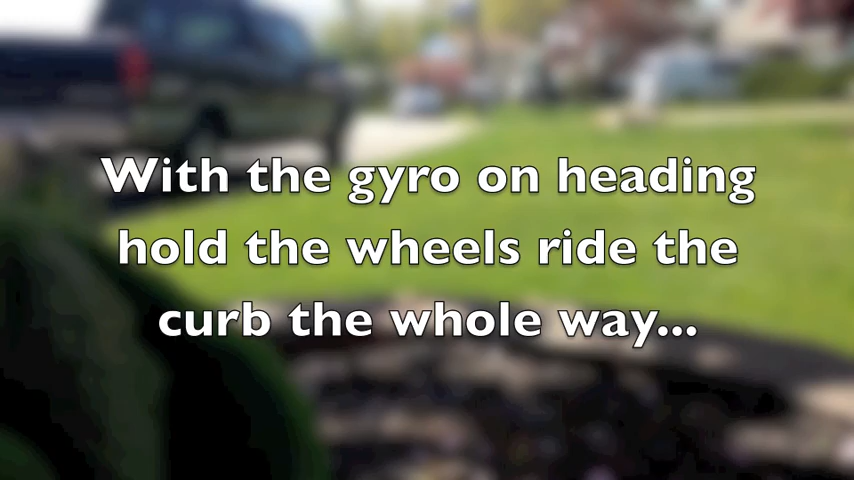 With the gyro on heading
hold the wheels ride the
curb the whole way...